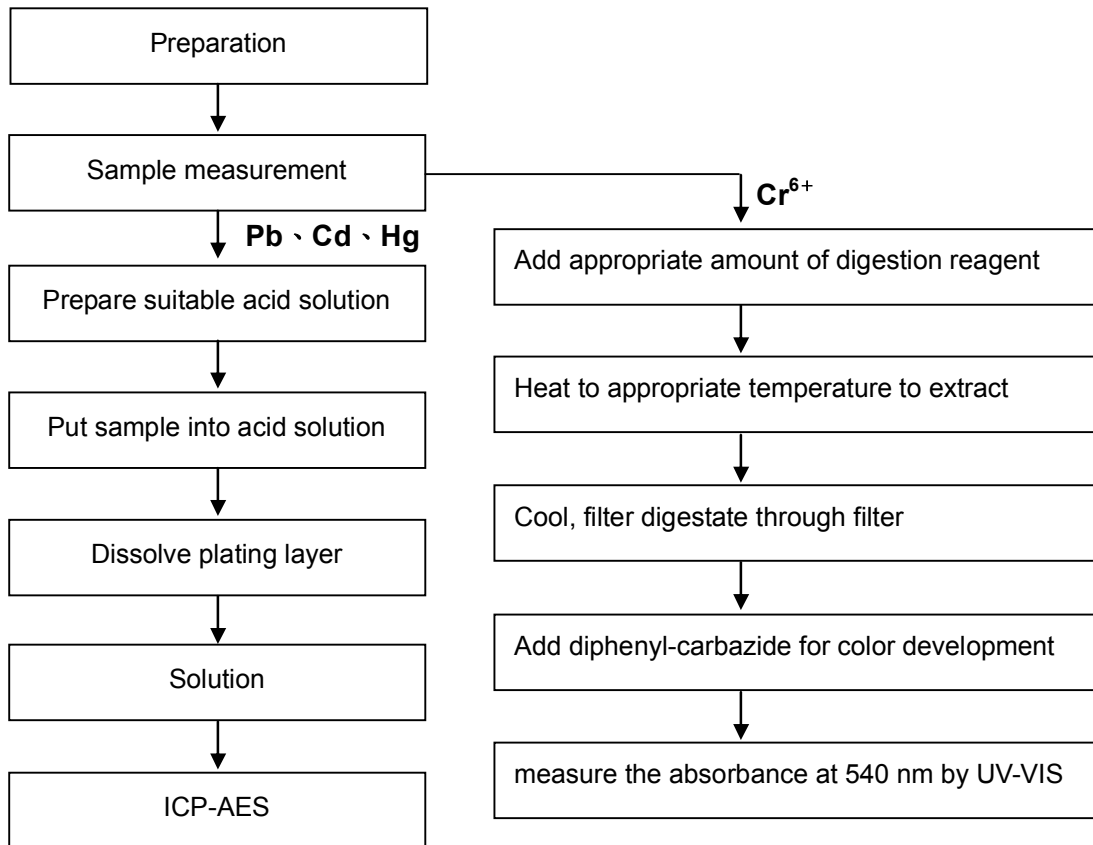 Preparation
Sample measurement
Pb、Cd、Hg
Prepare suitable acid solution
Put sample into acid solution
Dissolve plating layer
Solution
ICP-AES
Cr⁶⁺
Add appropriate amount of digestion reagent
Heat to appropriate temperature to extract
Cool, filter digestate through filter
Add diphenyl-carbazide for color development
measure the absorbance at 540 nm by UV-VIS